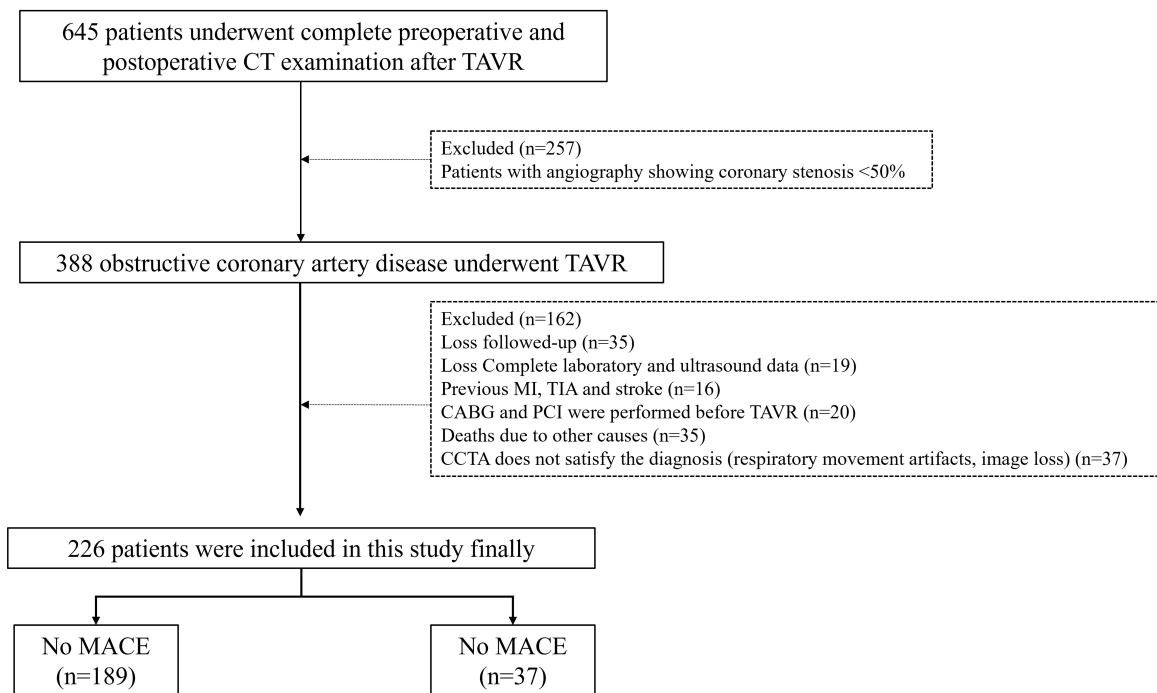 645 patients underwent complete preoperative and
postoperative CT examination after TAVR
Excluded (n=257)
Patients with angiography showing coronary stenosis <50%
388 obstructive coronary artery disease underwent TAVR
Excluded (n=162)
Loss followed-up (n=35)
Loss Complete laboratory and ultrasound data (n=19)
Previous MI, TIA and stroke (n=16)
CABG and PCI were performed before TAVR (n=20)
Deaths due to other causes (n=35)
CCTA does not satisfy the diagnosis (respiratory movement artifacts, image loss) (n=37)
226 patients were included in this study finally
No MACE
(n=189)
No MACE
(n=37)